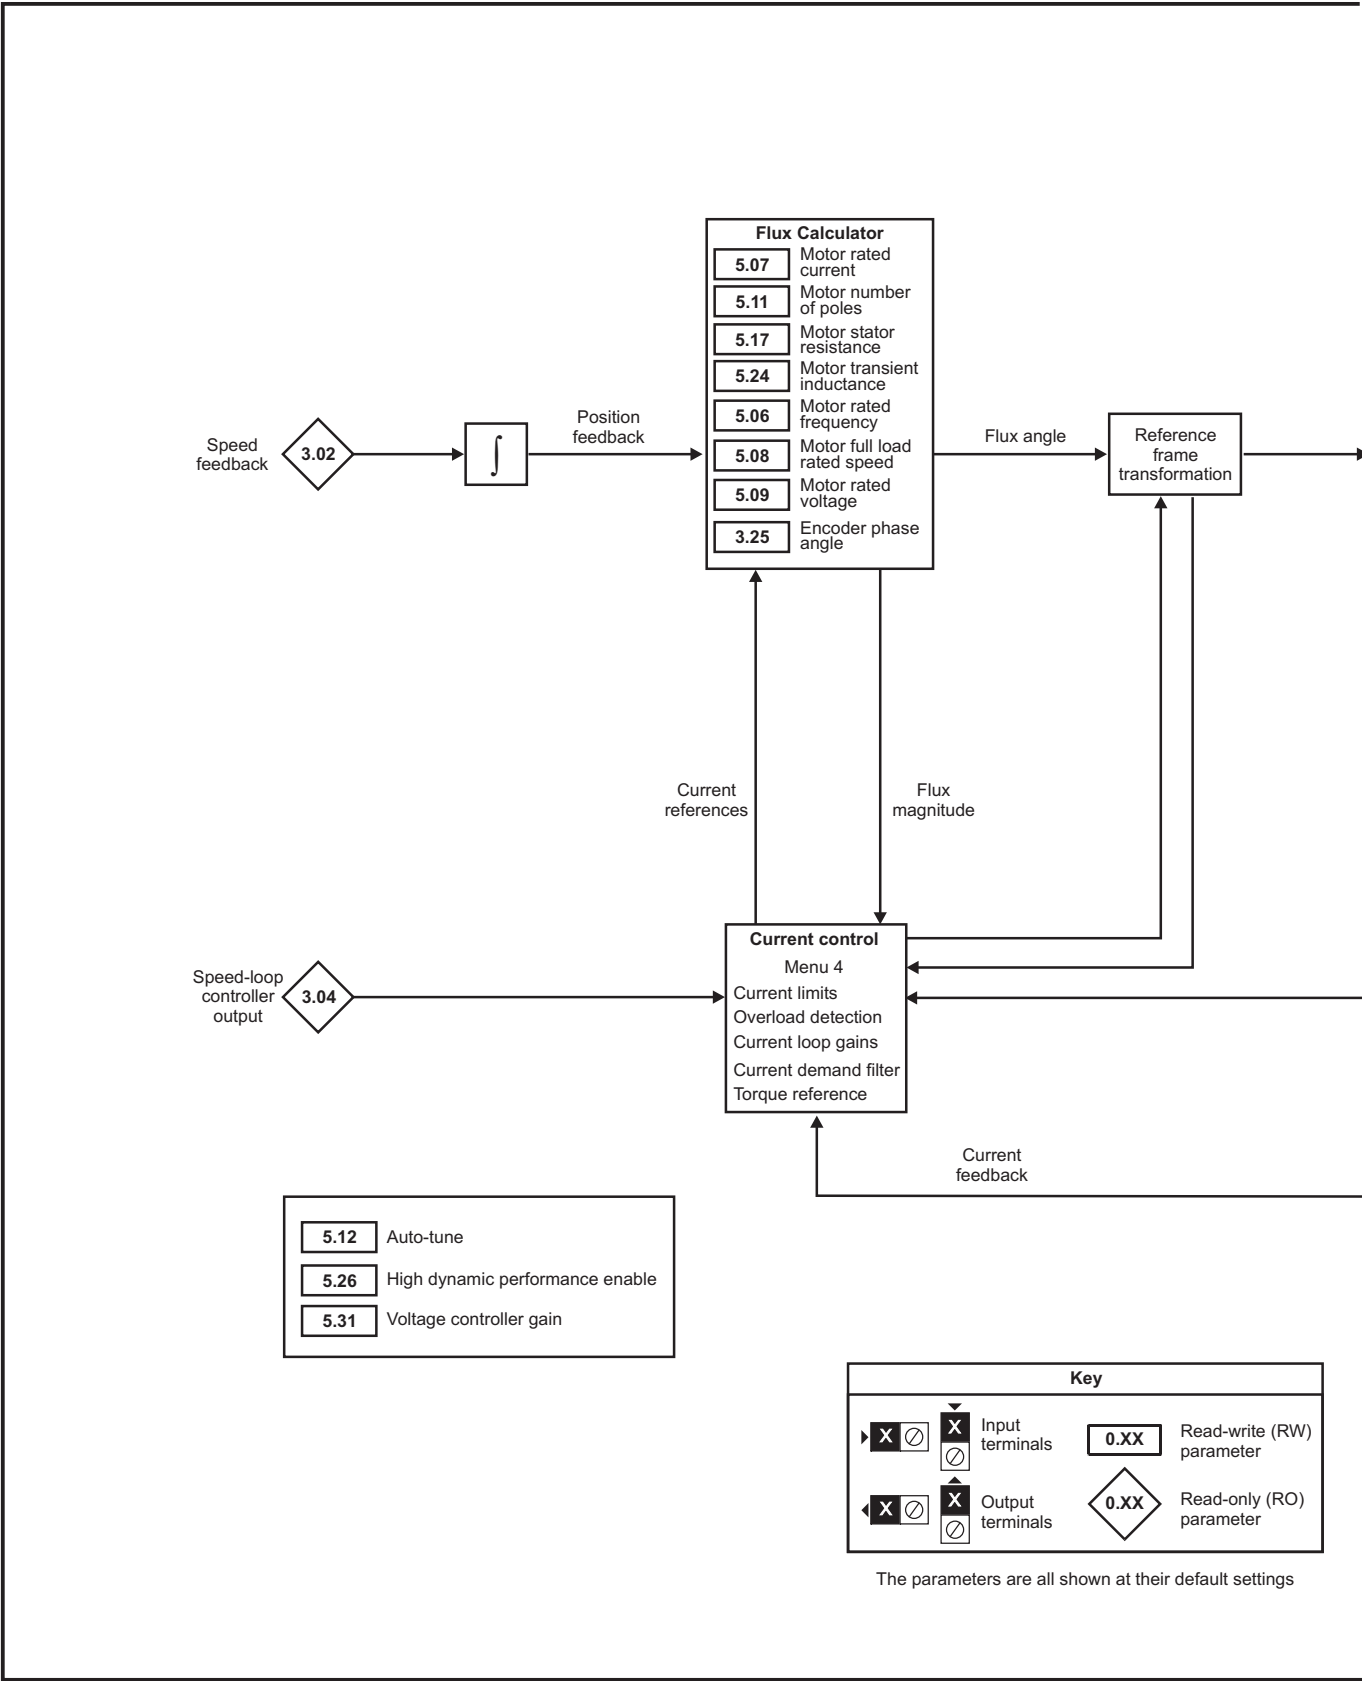 Flux Calculator
5.07
Motor rated
current
5.11
Motor number
of poles
5.17
Motor stator
resistance
5.24
Motor transient
inductance
5.06
Motor rated
frequency
5.08
Motor full load
rated speed
5.09
Motor rated
voltage
3.25
Encoder phase
angle
Speed
feedback
3.02
∫
Position
feedback
Flux angle
Reference
frame
transformation
Current
references
Flux
magnitude
Speed-loop
controller
output
3.04
Current control
Menu 4
Current limits
Overload detection
Current loop gains
Current demand filter
Torque reference
Current
feedback
5.12
Auto-tune
5.26
High dynamic performance enable
5.31
Voltage controller gain
Key
X
X
Input
terminals
0.XX
Read-write (RW)
parameter
X
X
Output
terminals
0.XX
Read-only (RO)
parameter
The parameters are all shown at their default settings